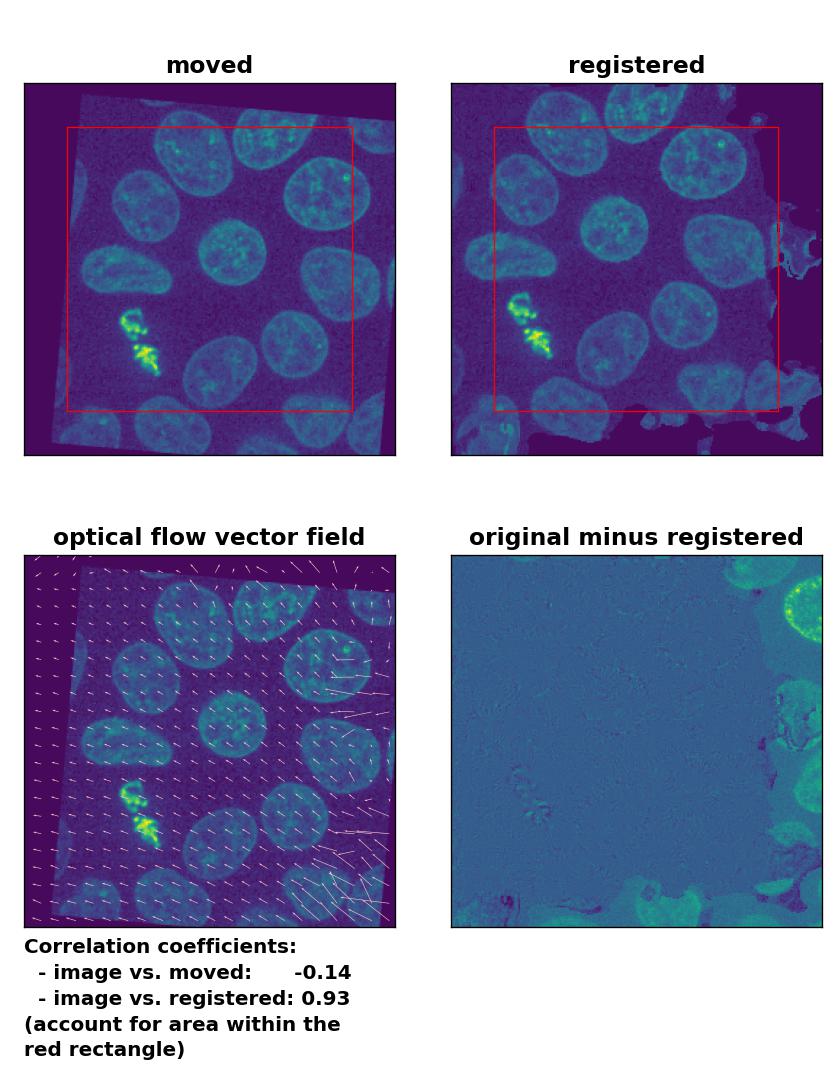 moved
registered
optical flow vector field
original minus registered
Correlation coefficients:
- image vs. moved: -0.14
- image vs. registered: 0.93
(account for area within the
red rectangle)